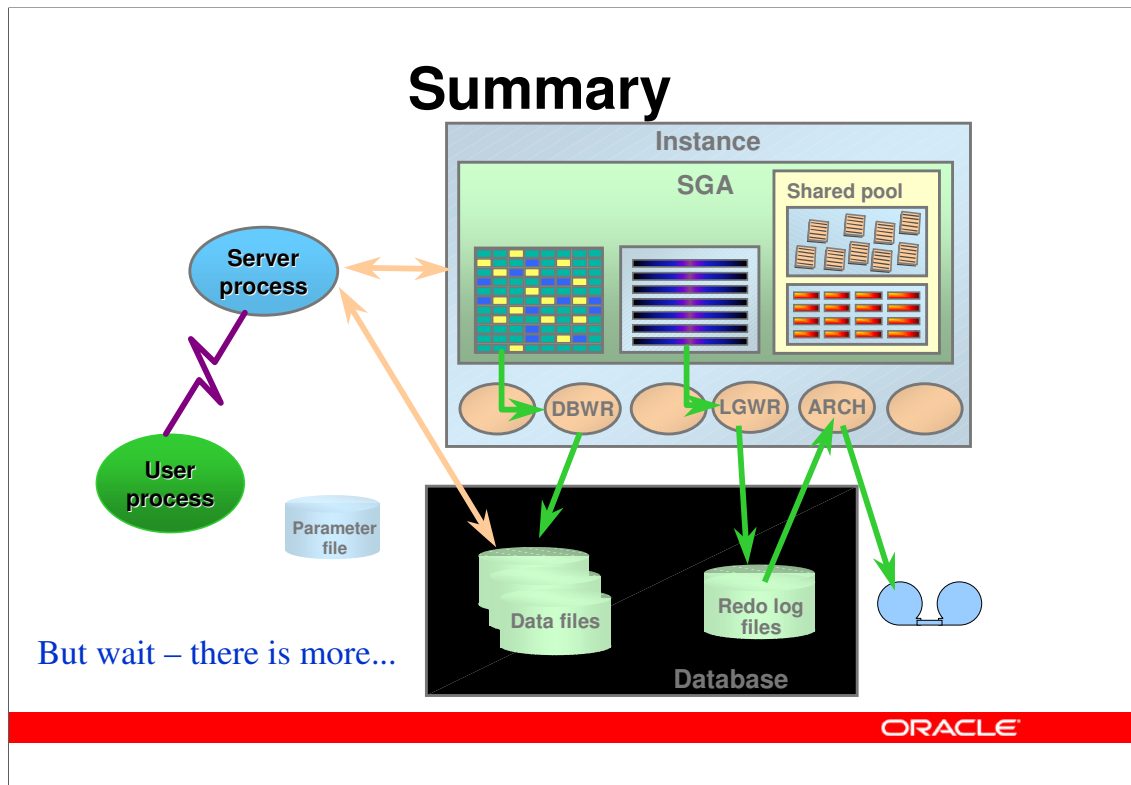 Summary
Instance
SGA
Shared pool
Server
process
DBWR
LGWR
ARCH
User
process
Parameter
file
Data files
Redo log
files
But wait – there is more...
Database
ORACLE